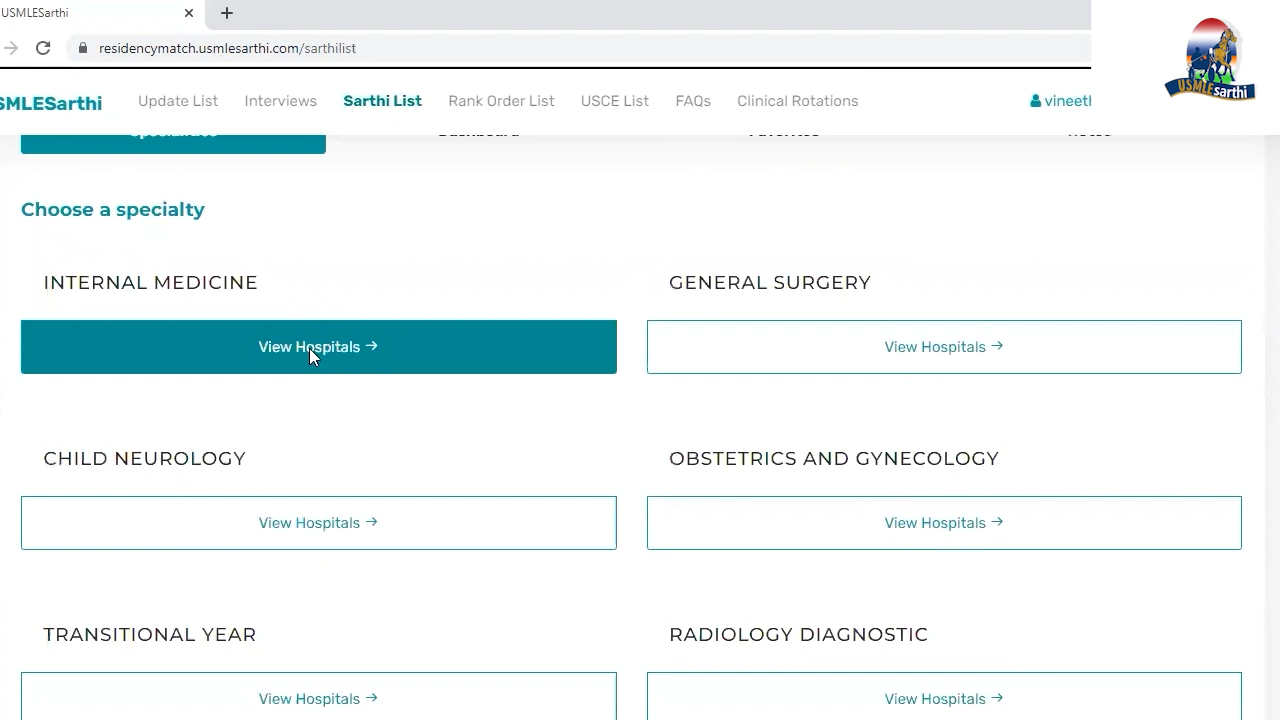 USMLESarthi
residencymatch.usmlesarthi.com/sarthilist
USMLEsarthi
SMLESarthi Update List Interviews Sarthi List Rank Order List USCE List FAQs Clinical Rotations vineetl
Choose a specialty
INTERNAL MEDICINE GENERAL SURGERY
View Hospitals → View Hospitals →
CHILD NEUROLOGY OBSTETRICS AND GYNECOLOGY
View Hospitals → View Hospitals →
TRANSITIONAL YEAR RADIOLOGY DIAGNOSTIC
View Hospitals → View Hospitals →